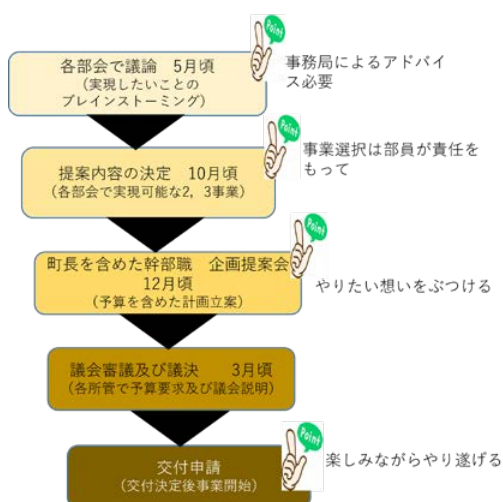 Point
各部会で議論　5月頃
(実現したいことの
ブレインストーミング)
事務局によるアドバイ
ス必要
Point
提案内容の決定　10月頃
(各部会で実現可能な2，3事業)
事業選択は部員が責任を
もって
Point
町長を含めた幹部職　企画提案会
12月頃
(予算を含めた計画立案)
やりたい想いをぶつける
議会審議及び議決　3月頃
(各所管で予算要求及び議会説明)
Point
交付申請
(交付決定後事業開始)
楽しみながらやり遂げる